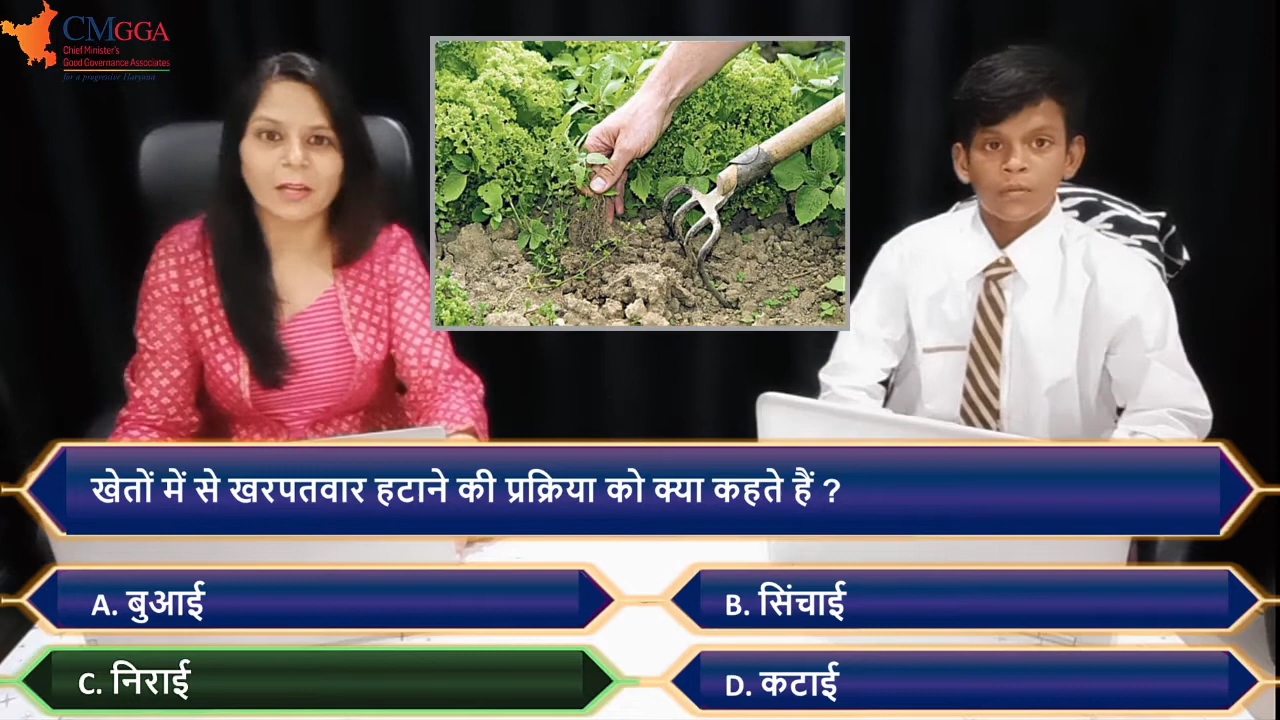 CMGGA
Chief Minister's
Good Governance Associates
for a progressive Haryana
खेतों में से खरपतवार हटाने की प्रक्रिया को क्या कहते हैं ?
A. बुआई
B. सिंचाई
C. निराई
D. कटाई